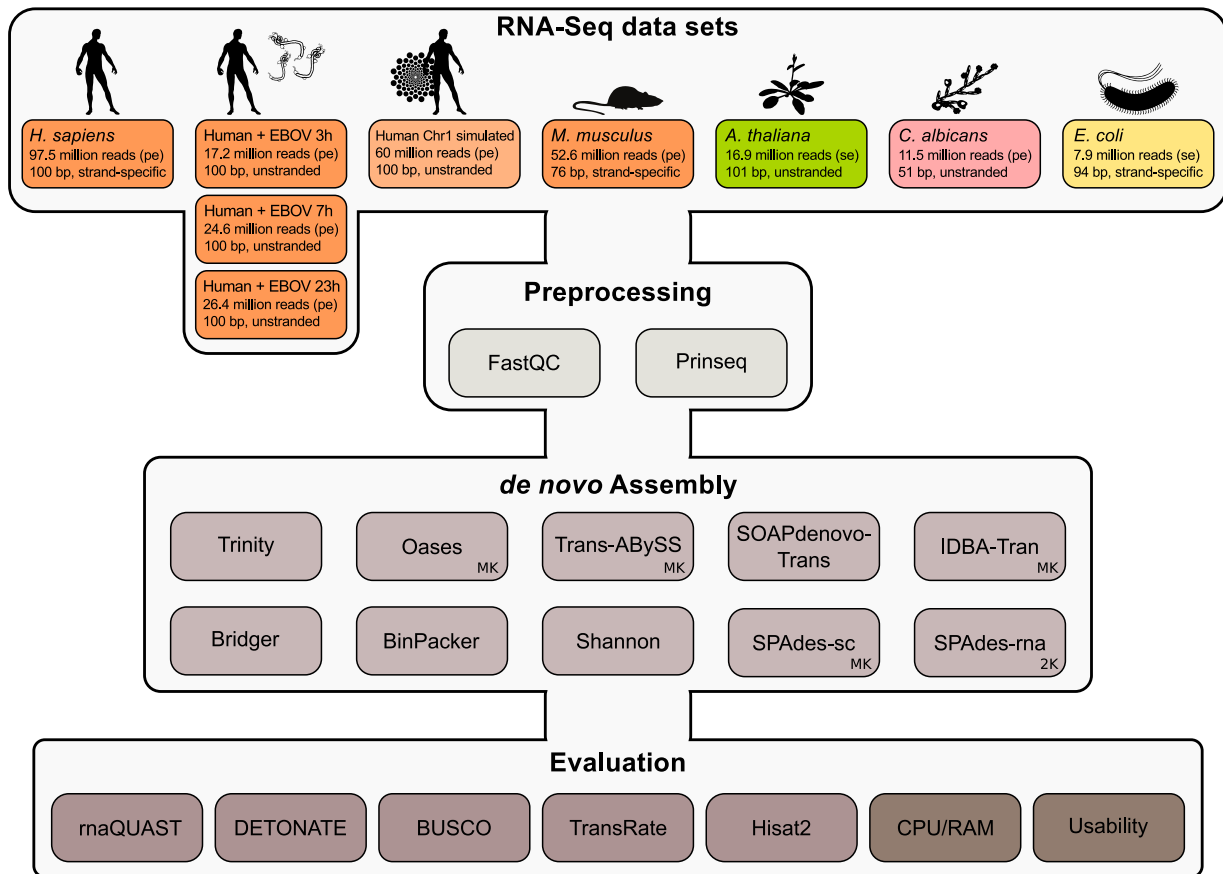 RNA-Seq data sets
H. sapiens
97.5 million reads (pe)
100 bp, strand-specific
Human + EBOV 3h
17.2 million reads (pe)
100 bp, unstranded
Human + EBOV 7h
24.6 million reads (pe)
100 bp, unstranded
Human + EBOV 23h
26.4 million reads (pe)
100 bp, unstranded
Human Chr1 simulated
60 million reads (pe)
100 bp, unstranded
M. musculus
52.6 million reads (pe)
76 bp, strand-specific
A. thaliana
16.9 million reads (se)
101 bp, unstranded
C. albicans
11.5 million reads (pe)
51 bp, unstranded
E. coli
7.9 million reads (se)
94 bp, strand-specific
Preprocessing
FastQC
Prinseq
de novo Assembly
Trinity
Oases
MK
Trans-ABySS
MK
SOAPdenovo-
Trans
IDBA-Tran
MK
Bridger
BinPacker
Shannon
SPAdes-sc
MK
SPAdes-rna
2K
Evaluation
rnaQUAST
DETONATE
BUSCO
TransRate
Hisat2
CPU/RAM
Usability